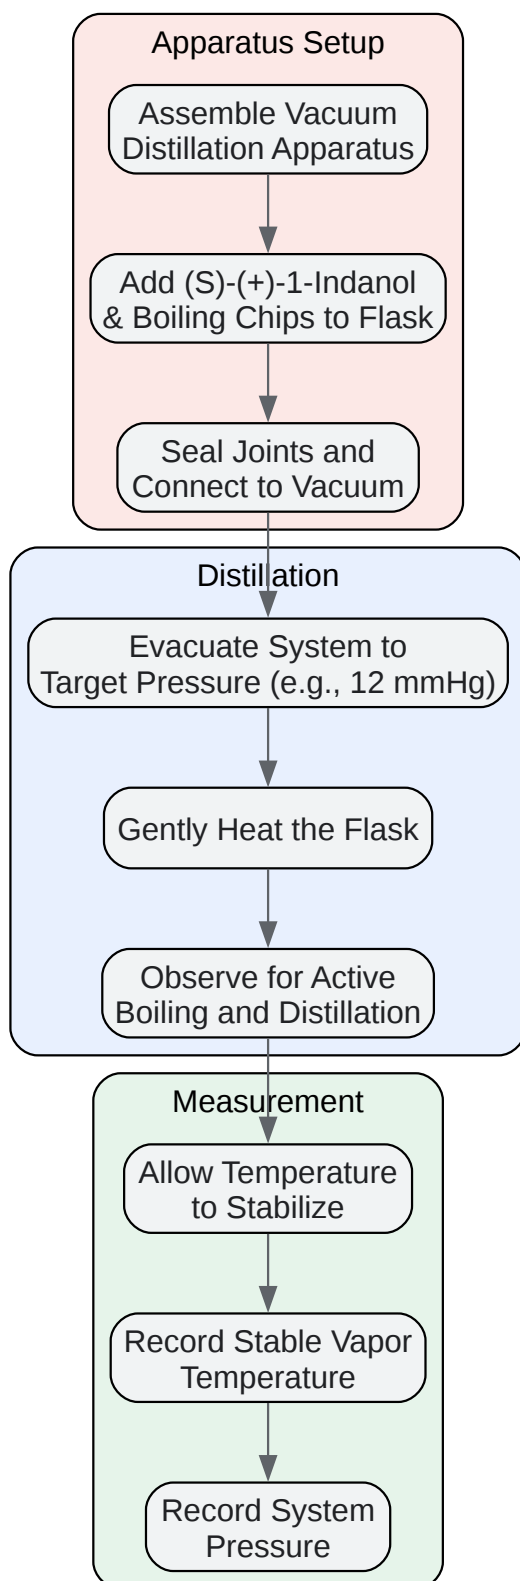 Apparatus Setup
Assemble Vacuum
Distillation Apparatus
Add (S)-(+)-1-Indanol
& Boiling Chips to Flask
Seal Joints and
Connect to Vacuum
Distillation
Evacuate System to
Target Pressure (e.g., 12 mmHg)
Gently Heat the Flask
Observe for Active
Boiling and Distillation
Measurement
Allow Temperature
to Stabilize
Record Stable Vapor
Temperature
Record System
Pressure